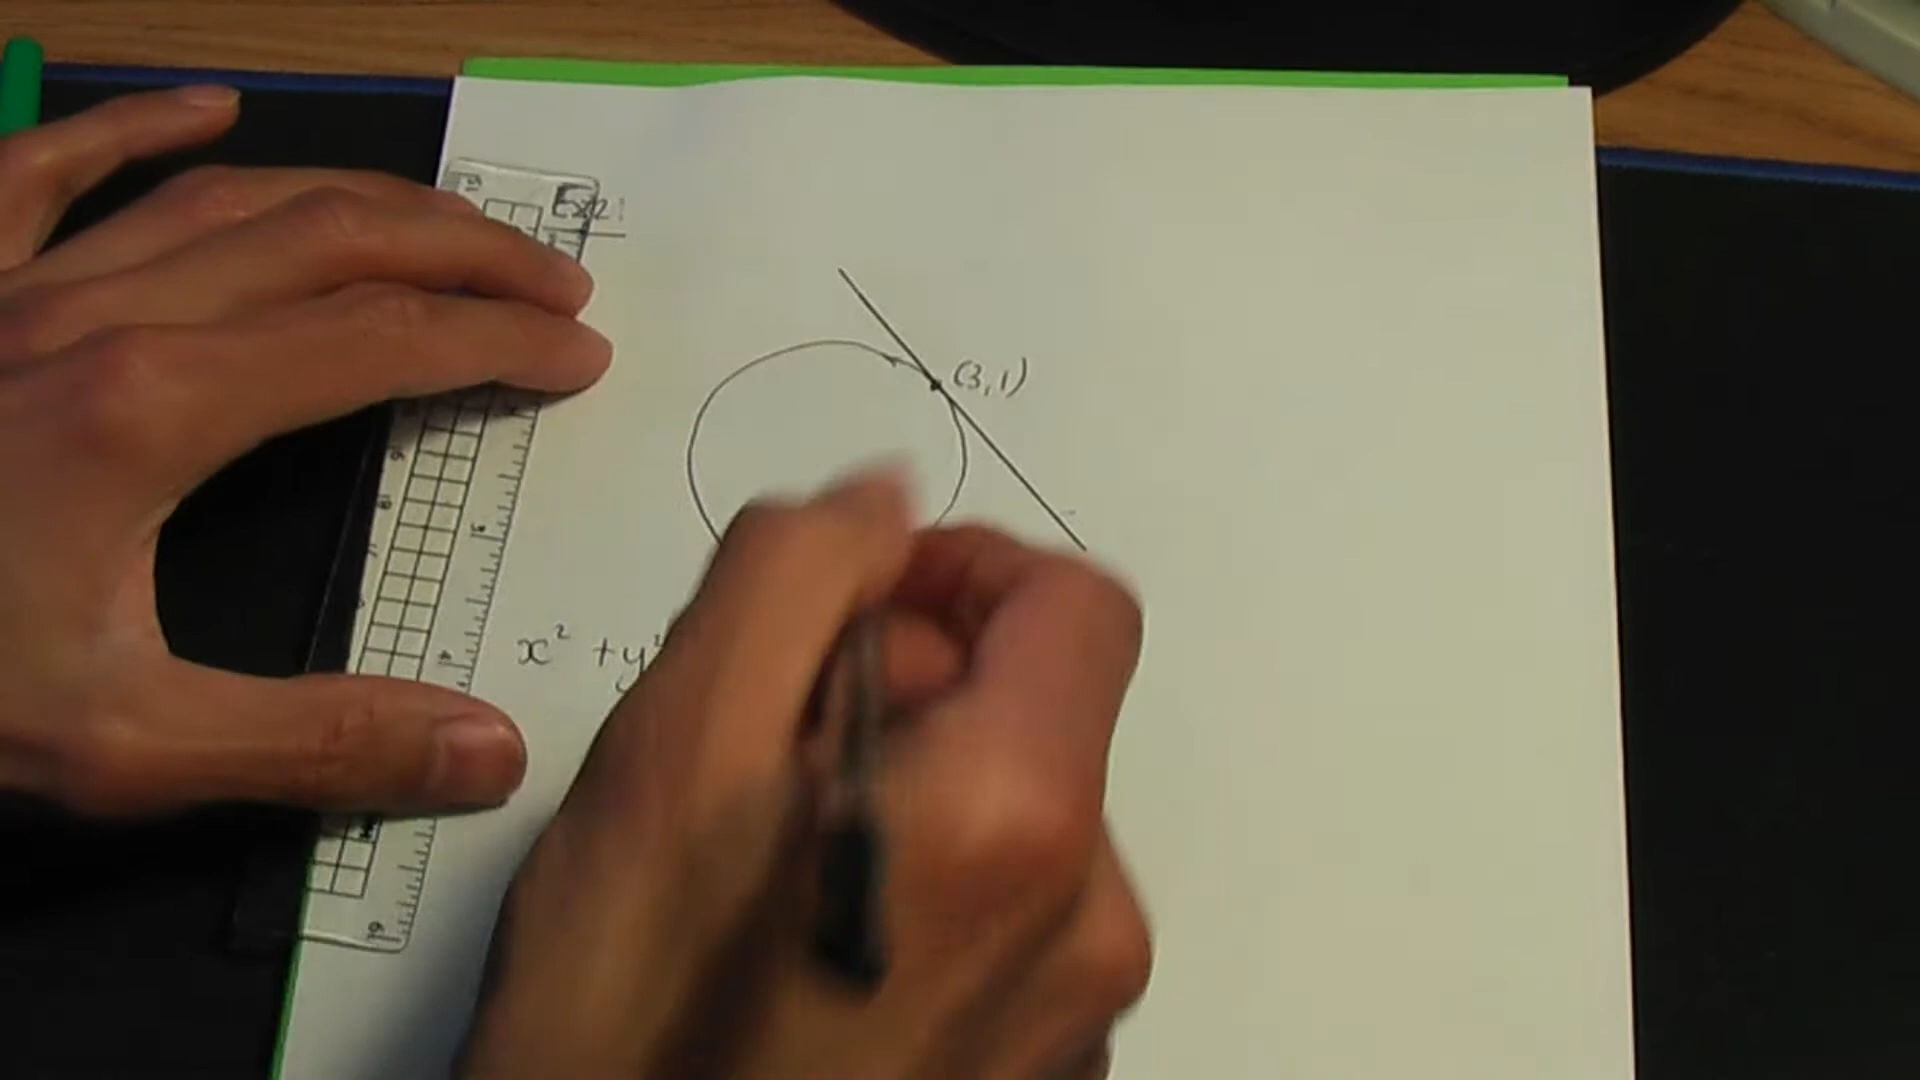 Ex2:
(3,1)
x² +y²